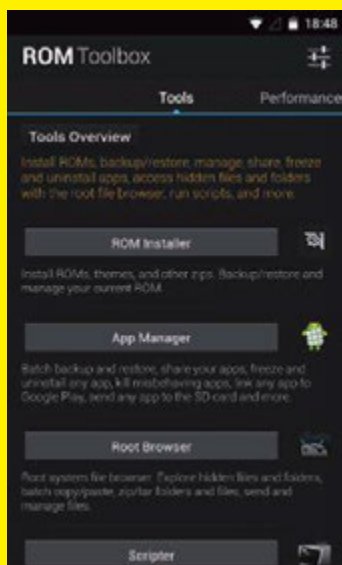 18:48
ROM Toolbox
Tools Performance
Tools Overview
Install ROMs, backup/restore, manage, share, freeze
and uninstall apps, access hidden files and folders
with the root file browser, run scripts, and more.
ROM Installer
Install ROMs, themes, and other zips. Backup/restore and
manage your current ROM.
App Manager
Batch backup and restore, share your apps, freeze and
uninstall any app, kill misbehaving apps, link any app to
Google Play, send any app to the SD card and more.
Root Browser
Root system file browser. Explore hidden files and folders,
batch copy/paste, zip/tar folders and files, send and
manage files.
Scripter